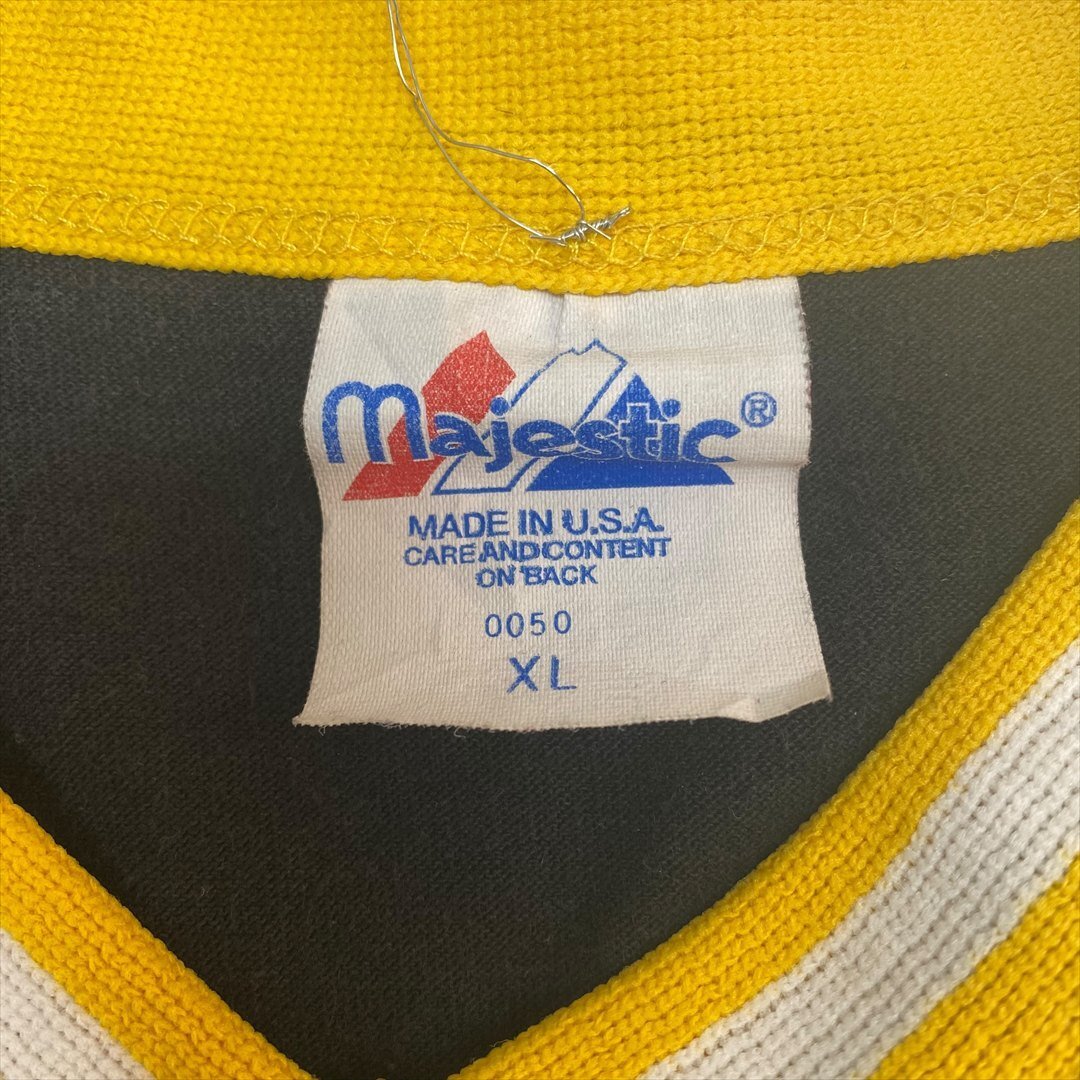 Majestic®
MADE IN U.S.A.
CARE AND CONTENT
ON BACK
0050
XL